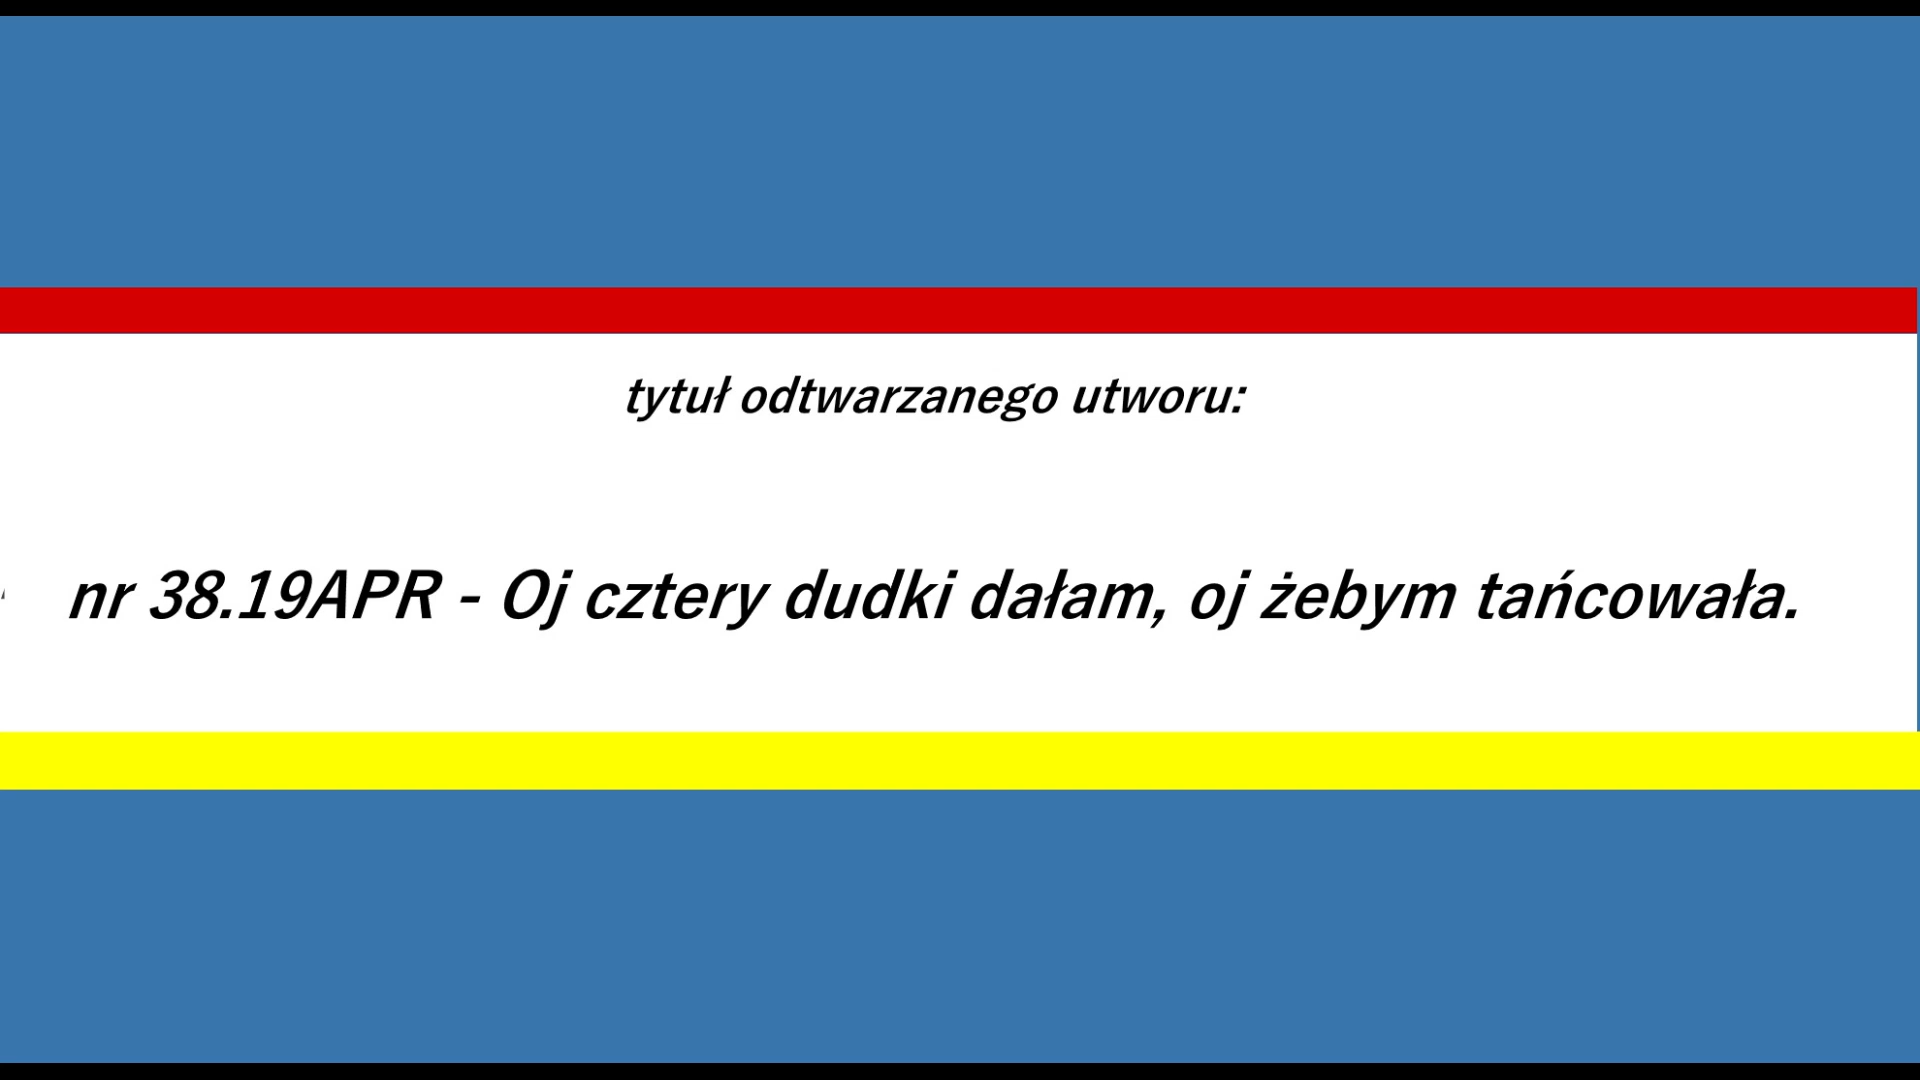 tytuł odtwarzanego utworu:
nr 38.19APR - Oj cztery dudki dałam, oj żebym tańcowała.